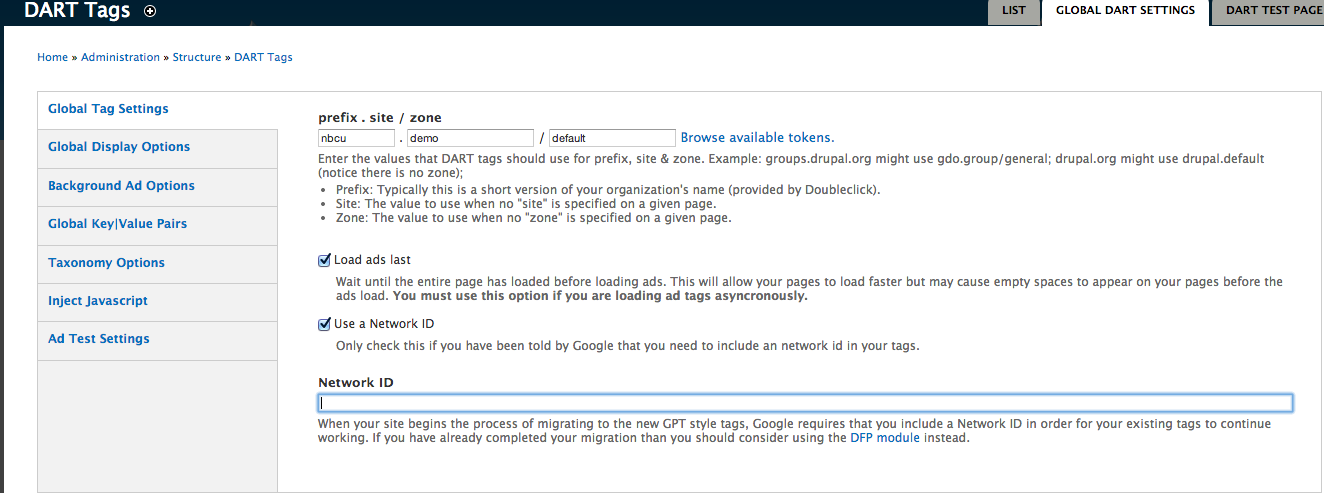 DART Tags
LIST
GLOBAL DART SETTINGS
DART TEST PAGE
Home » Administration » Structure » DART Tags
Global Tag Settings
Global Display Options
Background Ad Options
Global Key|Value Pairs
Taxonomy Options
Inject Javascript
Ad Test Settings
prefix . site / zone
nbcu . demo / default Browse available tokens.
Enter the values that DART tags should use for prefix, site & zone. Example: groups.drupal.org might use gdo.group/general; drupal.org might use drupal.default
(notice there is no zone);
• Prefix: Typically this is a short version of your organization's name (provided by Doubleclick).
• Site: The value to use when no "site" is specified on a given page.
• Zone: The value to use when no "zone" is specified on a given page.
Load ads last
Wait until the entire page has loaded before loading ads. This will allow your pages to load faster but may cause empty spaces to appear on your pages before the
ads load. You must use this option if you are loading ad tags asyncronously.
Use a Network ID
Only check this if you have been told by Google that you need to include an network id in your tags.
Network ID
When your site begins the process of migrating to the new GPT style tags, Google requires that you include a Network ID in order for your existing tags to continue
working. If you have already completed your migration than you should consider using the DFP module instead.